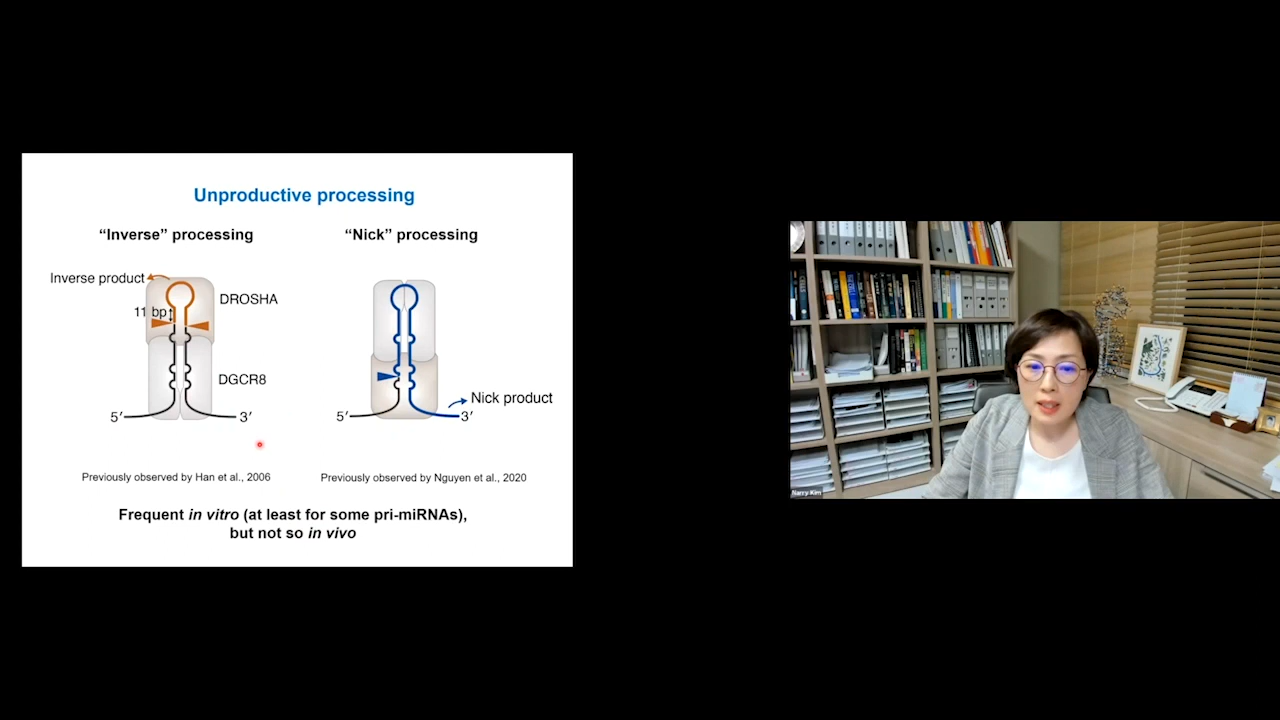 Unproductive processing
“Inverse” processing
“Nick” processing
Inverse product
11 bp
DROSHA
DGCR8
5′
3′
Nick product
5′
3′
Previously observed by Han et al., 2006
Previously observed by Nguyen et al., 2020
Frequent in vitro (at least for some pri-miRNAs),
but not so in vivo
Narry Kim